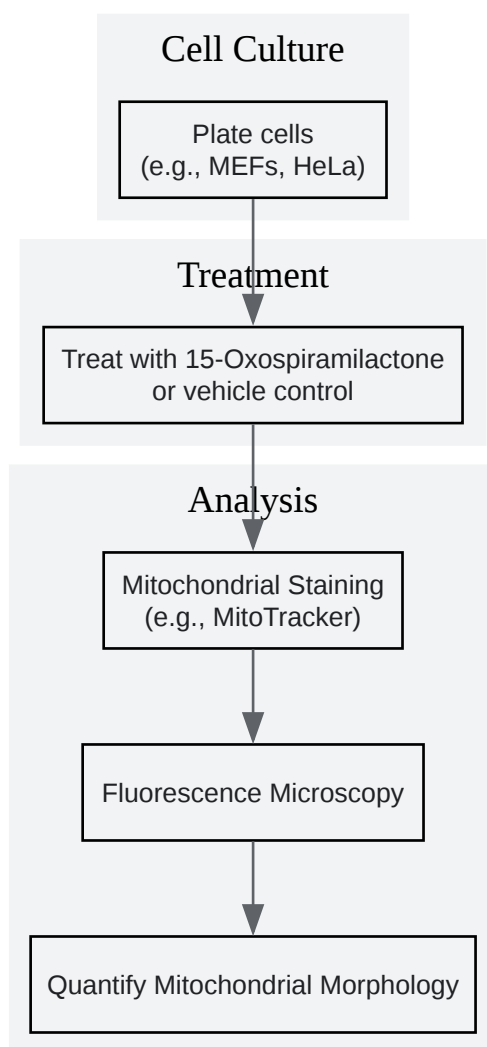 Cell Culture
Plate cells
(e.g., MEFs, HeLa)
Treatment
Treat with 15-Oxospiramilactone
or vehicle control
Analysis
Mitochondrial Staining
(e.g., MitoTracker)
Fluorescence Microscopy
Quantify Mitochondrial Morphology